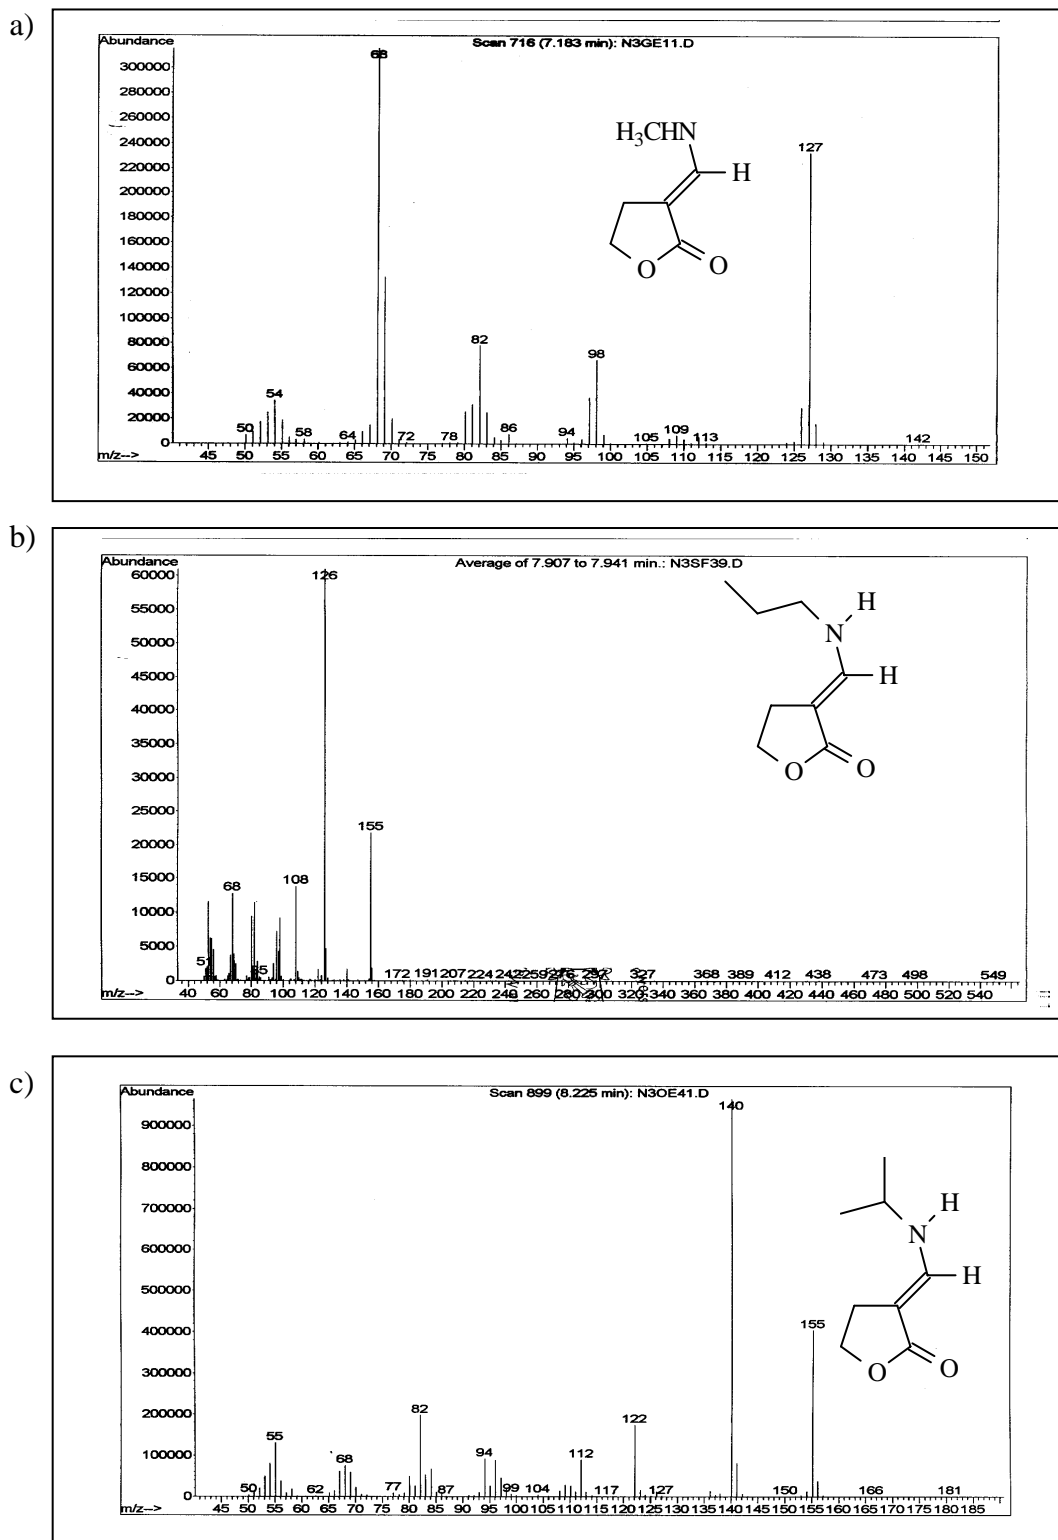 a)
Abundance
Scan 716 (7.183 min): N3GE11.D
300000
280000
260000
240000
220000
200000
180000
160000
140000
120000
100000
80000
60000
40000
20000
0
68
127
82
98
54
50
58
64
72
78
86
94
105
109
113
142
H₃CHN
H
O
O
m/z-->
45 50 55 60 65 70 75 80 85 90 95 100 105 110 115 120 125 130 135 140 145 150
b)
Abundance
Average of 7.907 to 7.941 min.: N3SF39.D
60000
55000
50000
45000
40000
35000
30000
25000
20000
15000
10000
5000
0
126
155
108
68
51
172 191 207 224
327 368 389 412 438 473 498 549
H
N
H
O
O
m/z-->
40 60 80 100 120 140 160 180 200 220 240 260 280 300 320 340 360 380 400 420 440 460 480 500 520 540
c)
Abundance
Scan 899 (8.225 min): N3OE41.D
900000
800000
700000
600000
500000
400000
300000
200000
100000
0
140
155
82
122
55
68
94
112
50
62
77
87
99
104
117
127
150
166
181
H
N
H
O
O
m/z-->
45 50 55 60 65 70 75 80 85 90 95 100 105 110 115 120 125 130 135 140 145 150 155 160 165 170 175 180 185